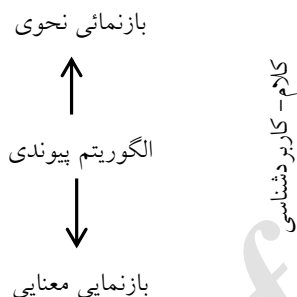 بازنمائی نحوی
الگوریتم پیوندی
بازنمایی معنایی
کلام- کاربردشناسی